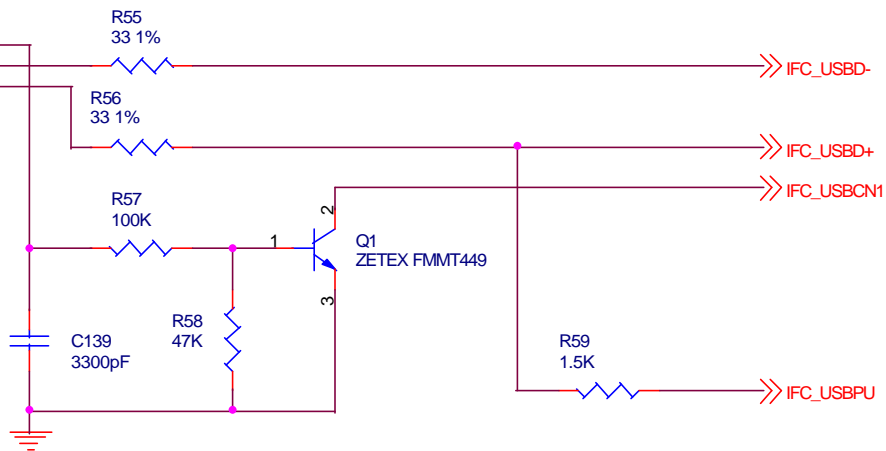 R55
33 1%
IFC_USBD-
R56
33 1%
IFC_USBD+
IFC_USBCN1
R57
100K
2
1
Q1
ZETEX FMMT449
3
R58
47K
C139
3300pF
R59
1.5K
IFC_USBPU